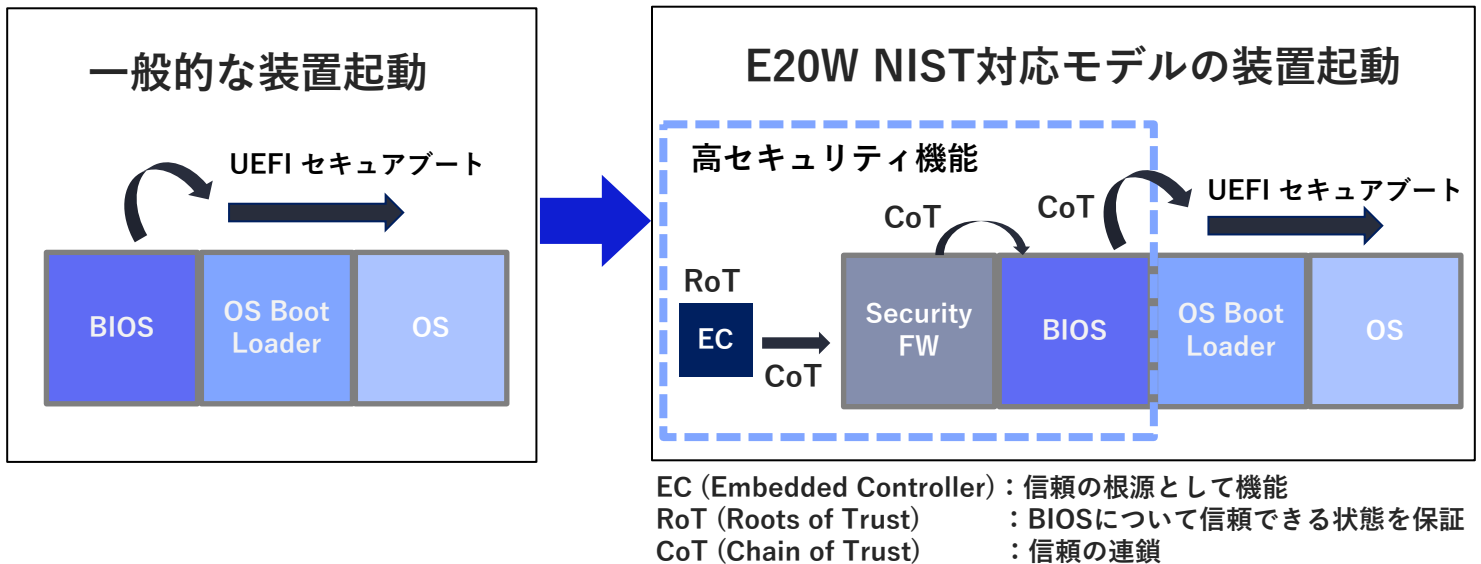 一般的な装置起動
UEFI セキュアブート
BIOS
OS Boot
Loader
OS
E20W NIST対応モデルの装置起動
高セキュリティ機能
CoT
CoT
UEFI セキュアブート
RoT
EC
CoT
Security
FW
BIOS
OS Boot
Loader
OS
EC (Embedded Controller)：信頼の根源として機能
RoT (Roots of Trust)　　　：BIOSについて信頼できる状態を保証
CoT (Chain of Trust)　　　：信頼の連鎖